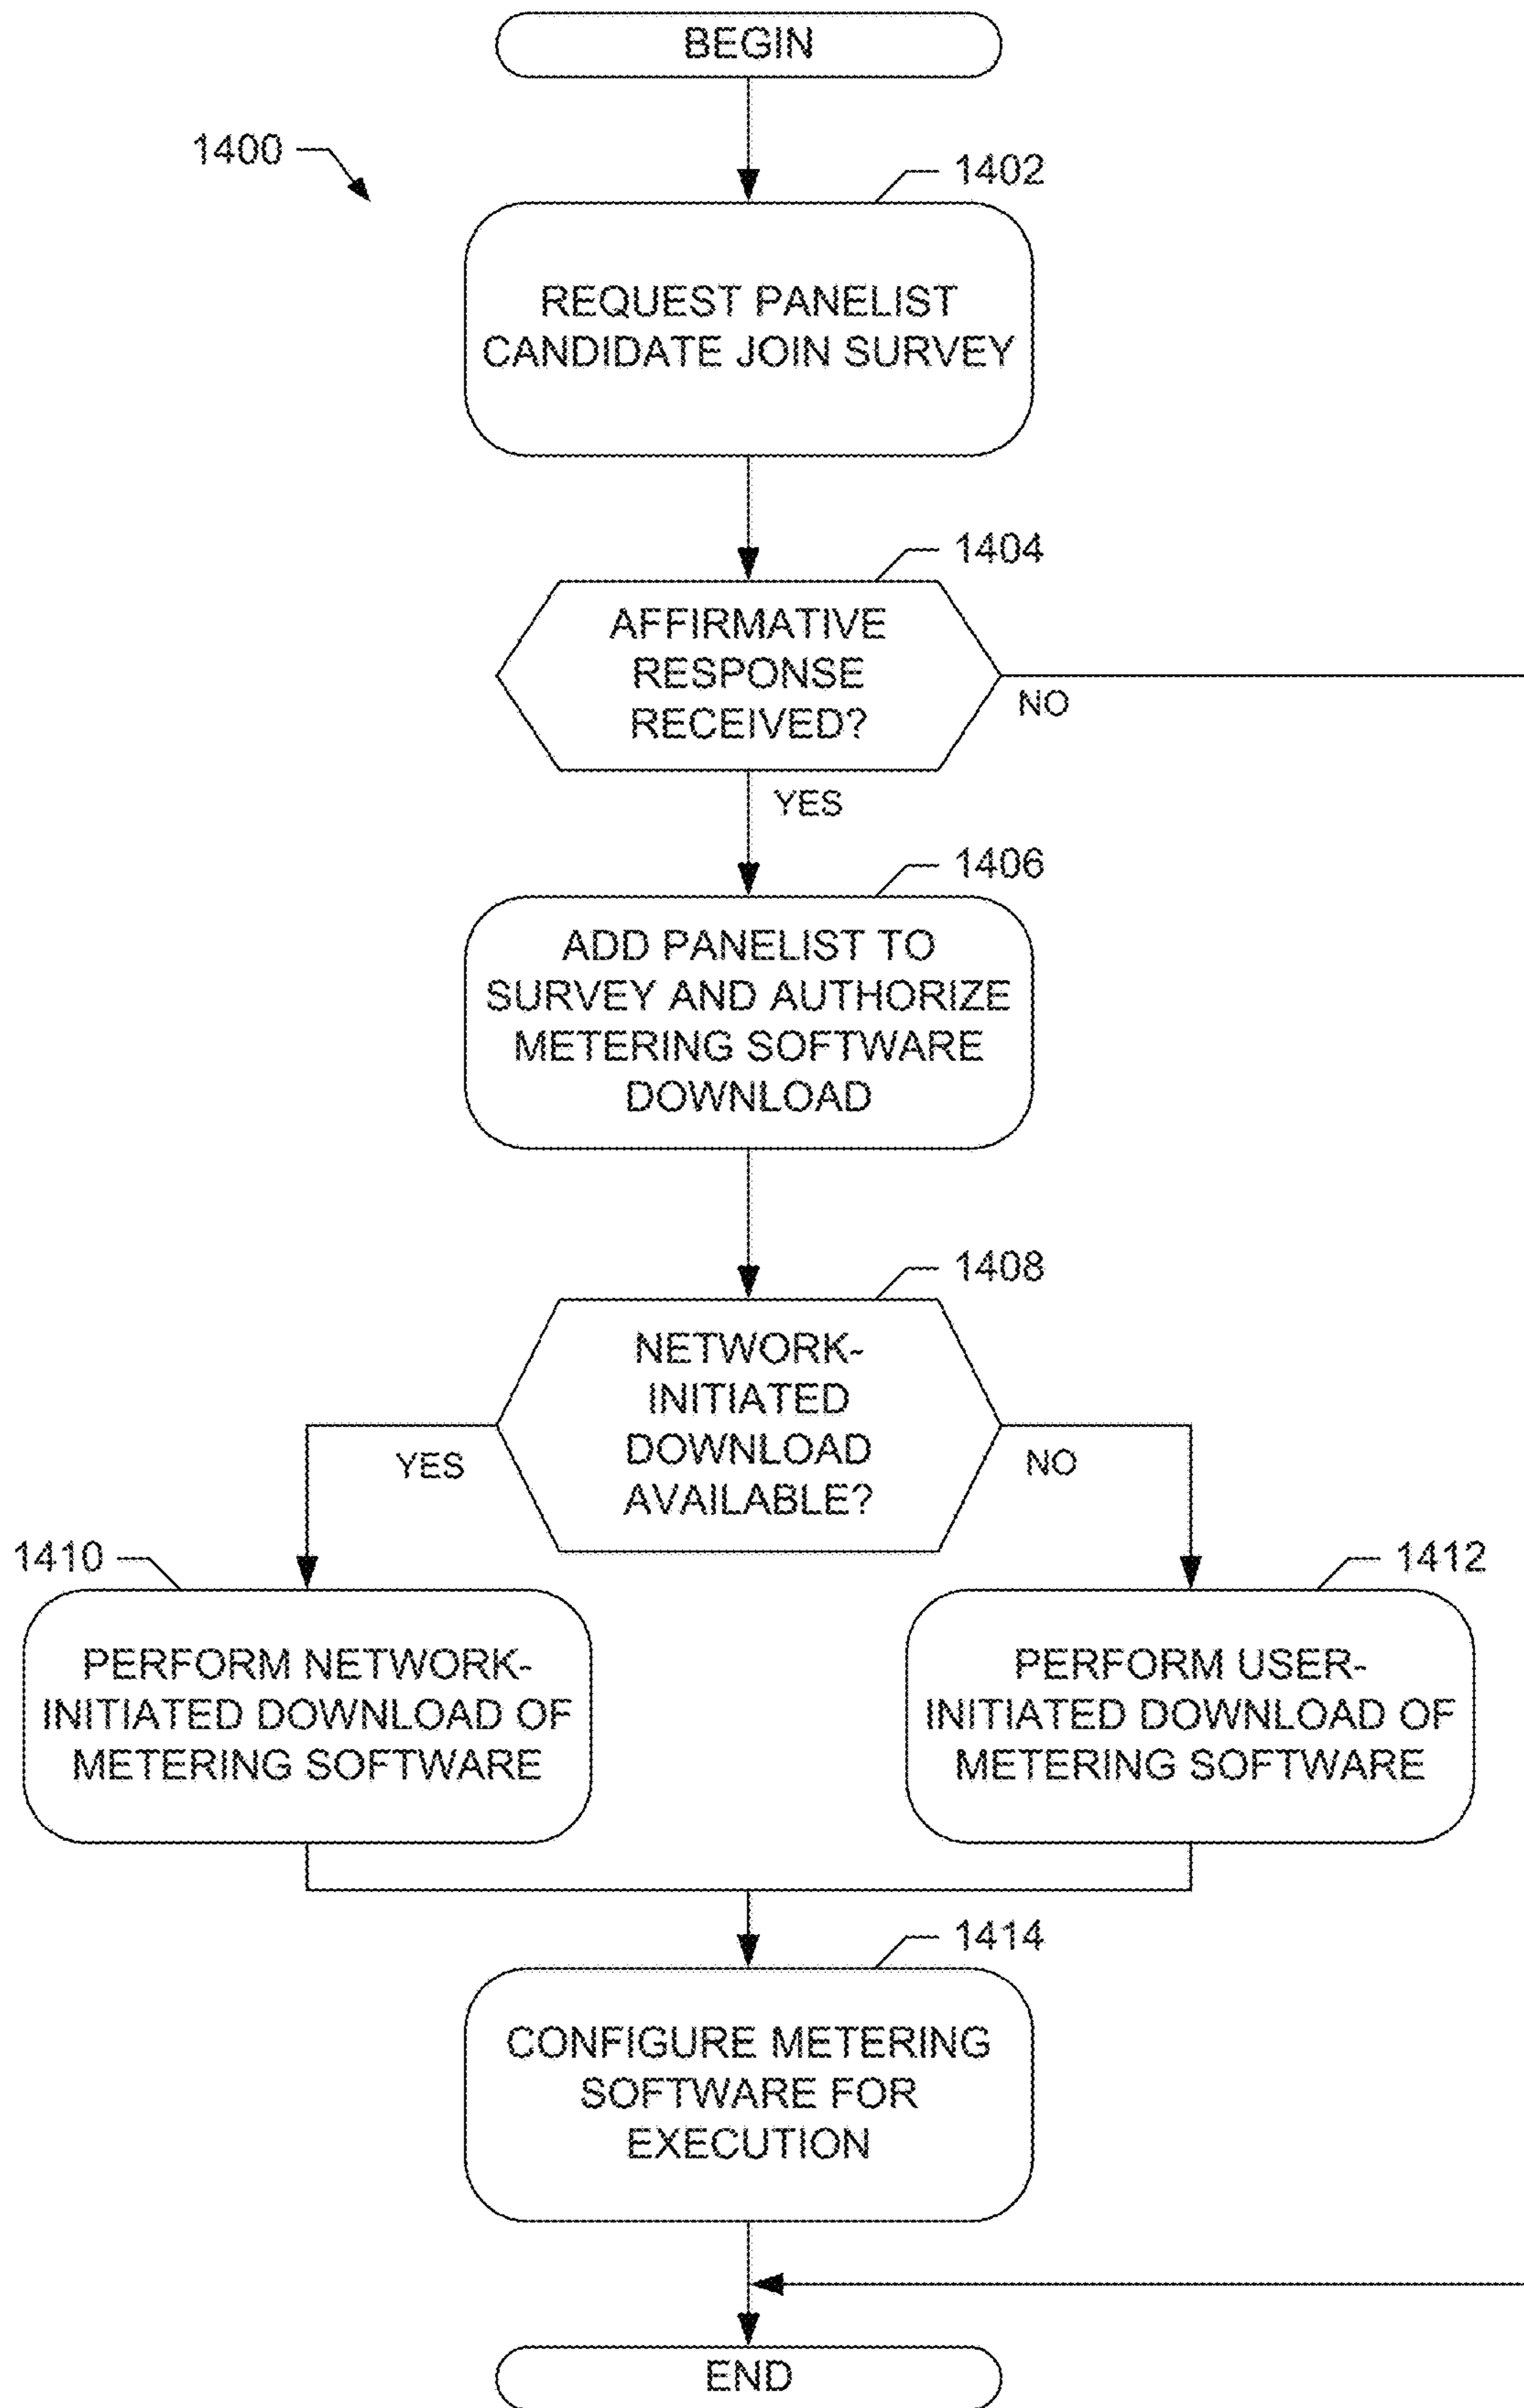 BEGIN
1400
1402
REQUEST PANELIST
CANDIDATE JOIN SURVEY
1404
AFFIRMATIVE
RESPONSE
RECEIVED?
NO
YES
1406
ADD PANELIST TO
SURVEY AND AUTHORIZE
METERING SOFTWARE
DOWNLOAD
1408
NETWORK-
INITIATED
DOWNLOAD
AVAILABLE?
YES
NO
1410
1412
PERFORM NETWORK-
INITIATED DOWNLOAD OF
METERING SOFTWARE
PERFORM USER-
INITIATED DOWNLOAD OF
METERING SOFTWARE
1414
CONFIGURE METERING
SOFTWARE FOR
EXECUTION
END